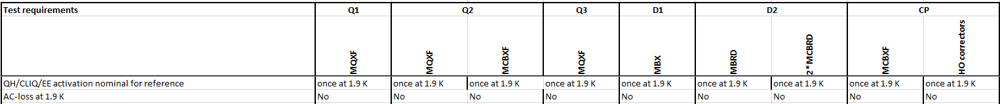 Test requirements Q1 Q2 Q3 D1 D2 CP
MQXF MQXF MCBXF MQXF MBX MBRD 2*MCBRD MCBXF HO correctors
QH/CLIQ/EE activation nominal for reference once at 1.9 K once at 1.9 K once at 1.9 K once at 1.9 K once at 1.9 K once at 1.9 K once at 1.9 K once at 1.9 K once at 1.9 K
AC-loss at 1.9 K No No No No No No No No No